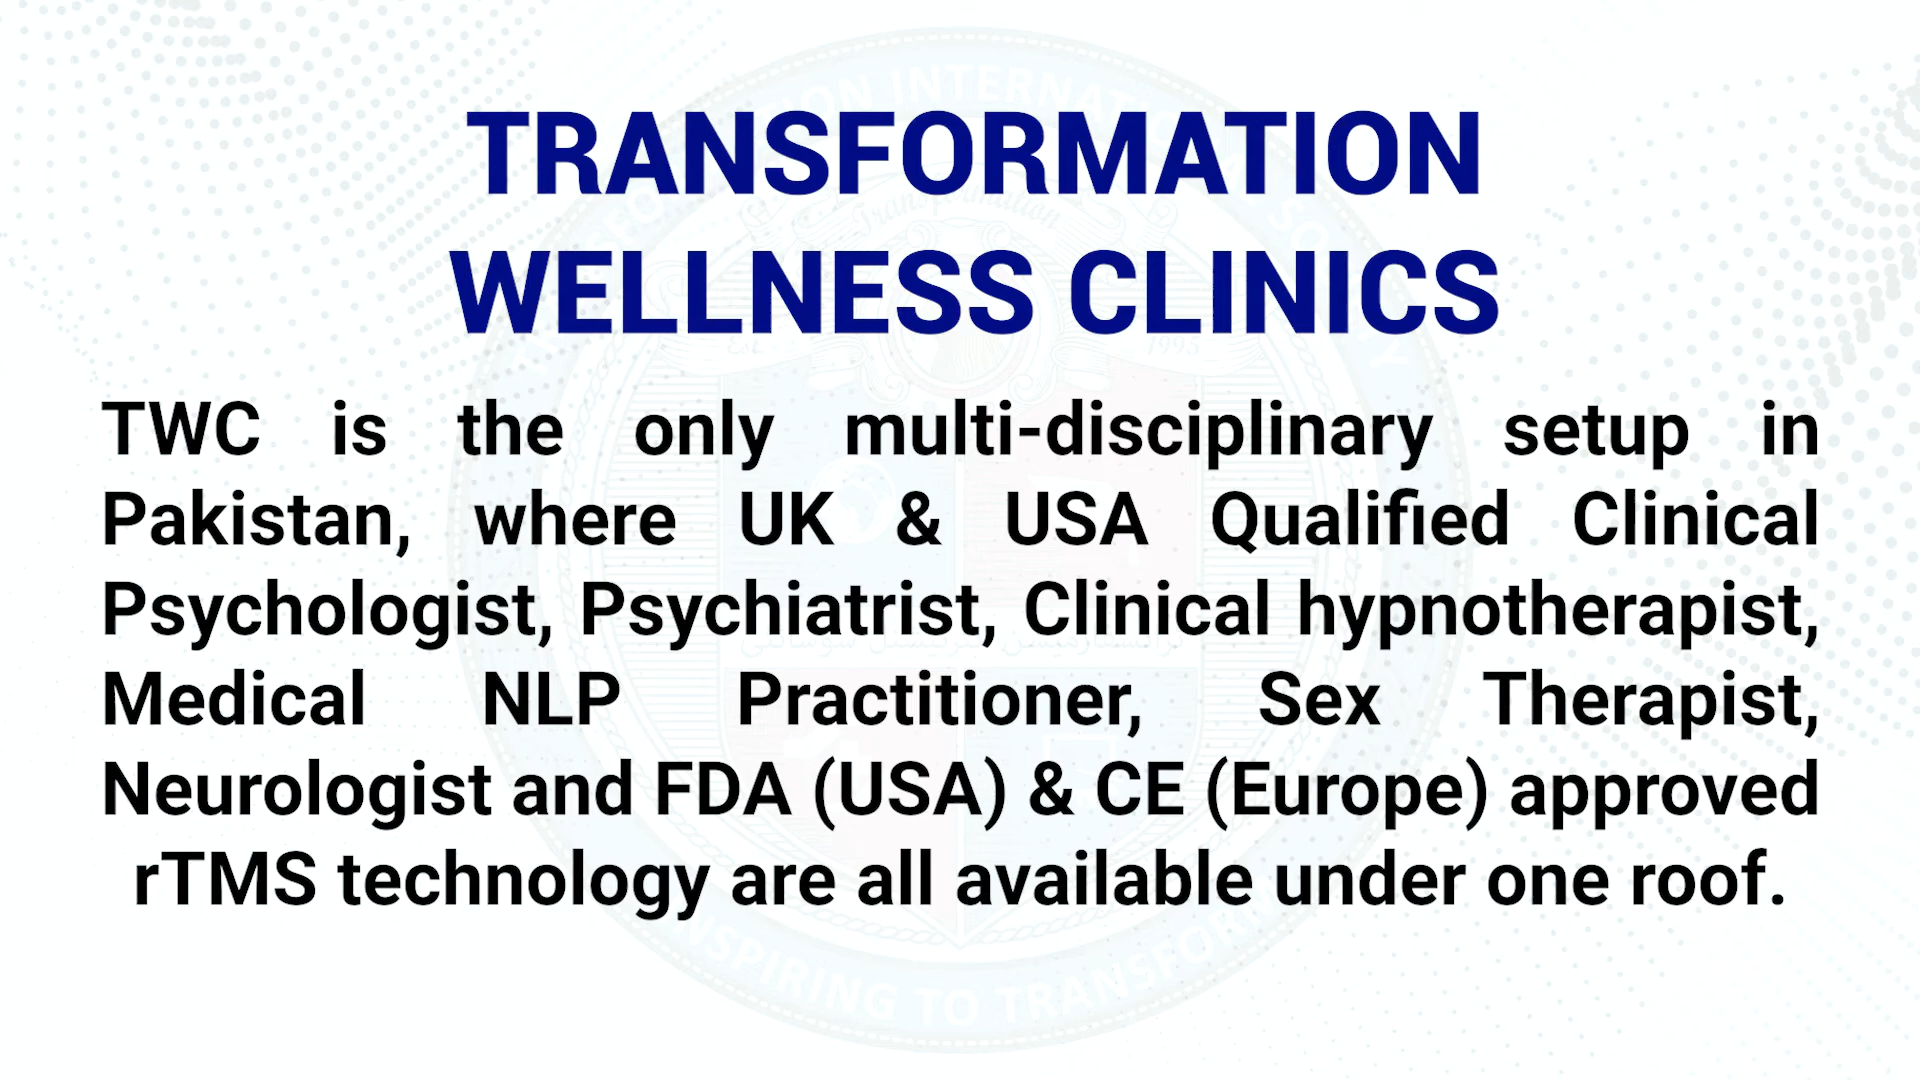 TRANSFORMATION
WELLNESS CLINICS
TWC is the only multi-disciplinary setup in
Pakistan, where UK & USA Qualified Clinical
Psychologist, Psychiatrist, Clinical hypnotherapist,
Medical NLP Practitioner, Sex Therapist,
Neurologist and FDA (USA) & CE (Europe) approved
rTMS technology are all available under one roof.